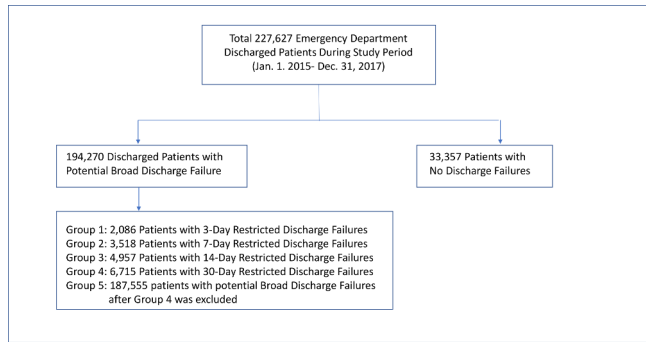 Total 227,627 Emergency Department
Discharged Patients During Study Period
(Jan. 1. 2015- Dec. 31, 2017)
194,270 Discharged Patients with
Potential Broad Discharge Failure
33,357 Patients with
No Discharge Failures
Group 1: 2,086 Patients with 3-Day Restricted Discharge Failures
Group 2: 3,518 Patients with 7-Day Restricted Discharge Failures
Group 3: 4,957 Patients with 14-Day Restricted Discharge Failures
Group 4: 6,715 Patients with 30-Day Restricted Discharge Failures
Group 5: 187,555 patients with potential Broad Discharge Failures
after Group 4 was excluded